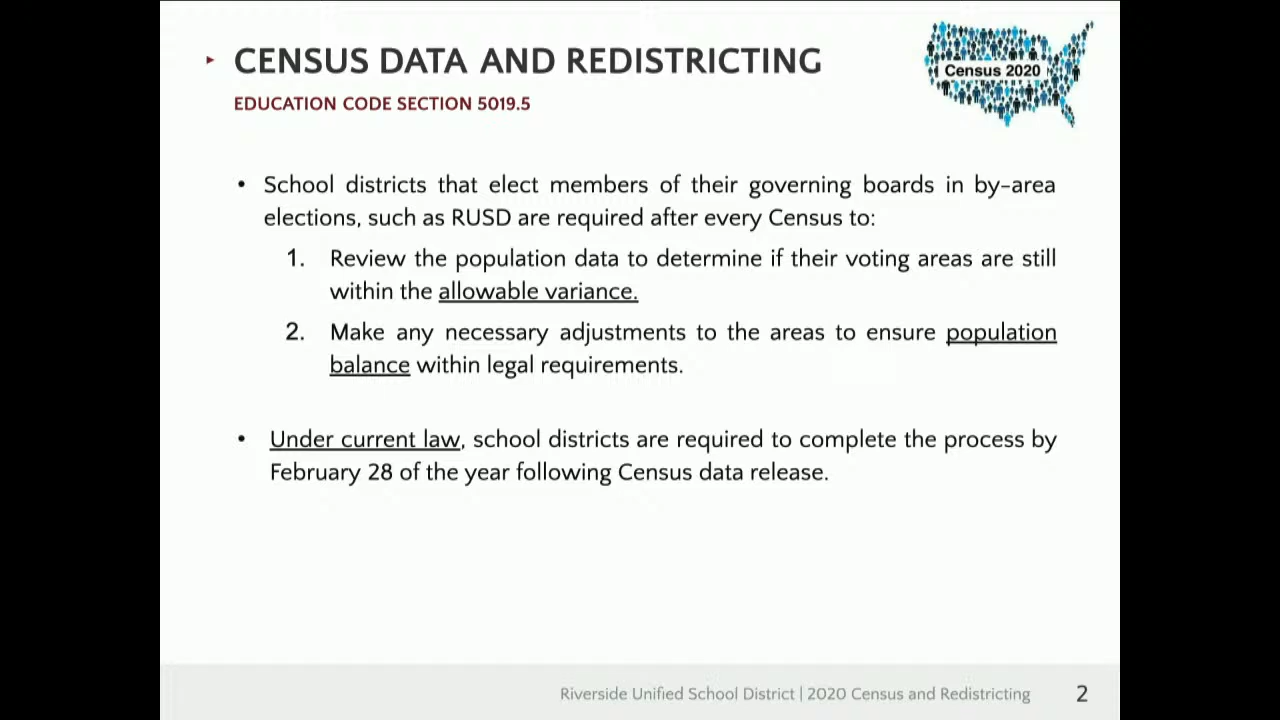 CENSUS DATA AND REDISTRICTING
EDUCATION CODE SECTION 5019.5
Census 2020
• School districts that elect members of their governing boards in by-area
elections, such as RUSD are required after every Census to:
1. Review the population data to determine if their voting areas are still
within the allowable variance.
2. Make any necessary adjustments to the areas to ensure population
balance within legal requirements.
• Under current law, school districts are required to complete the process by
February 28 of the year following Census data release.
Riverside Unified School District | 2020 Census and Redistricting 2